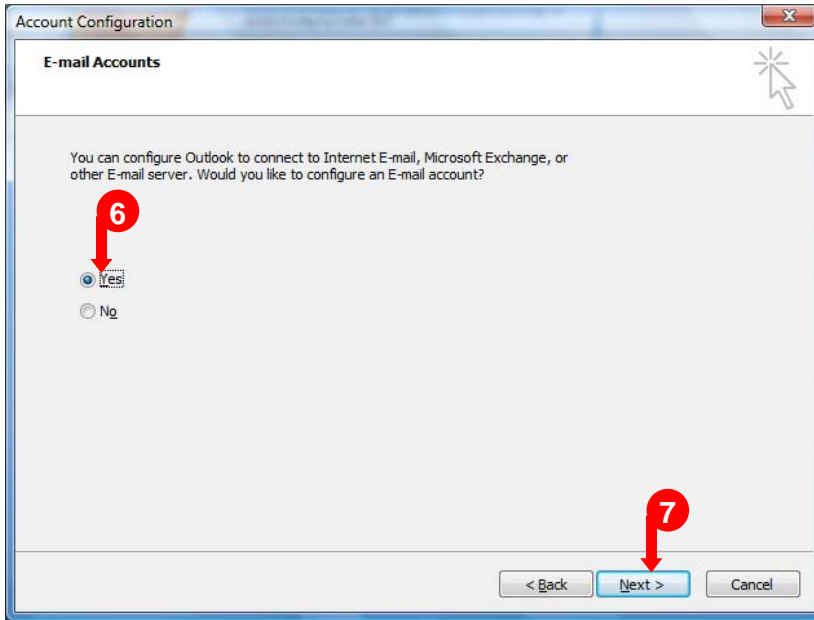 Account Configuration
E-mail Accounts
You can configure Outlook to connect to Internet E-mail, Microsoft Exchange, or
other E-mail server. Would you like to configure an E-mail account?
6
Yes
No
7
< Back Next > Cancel